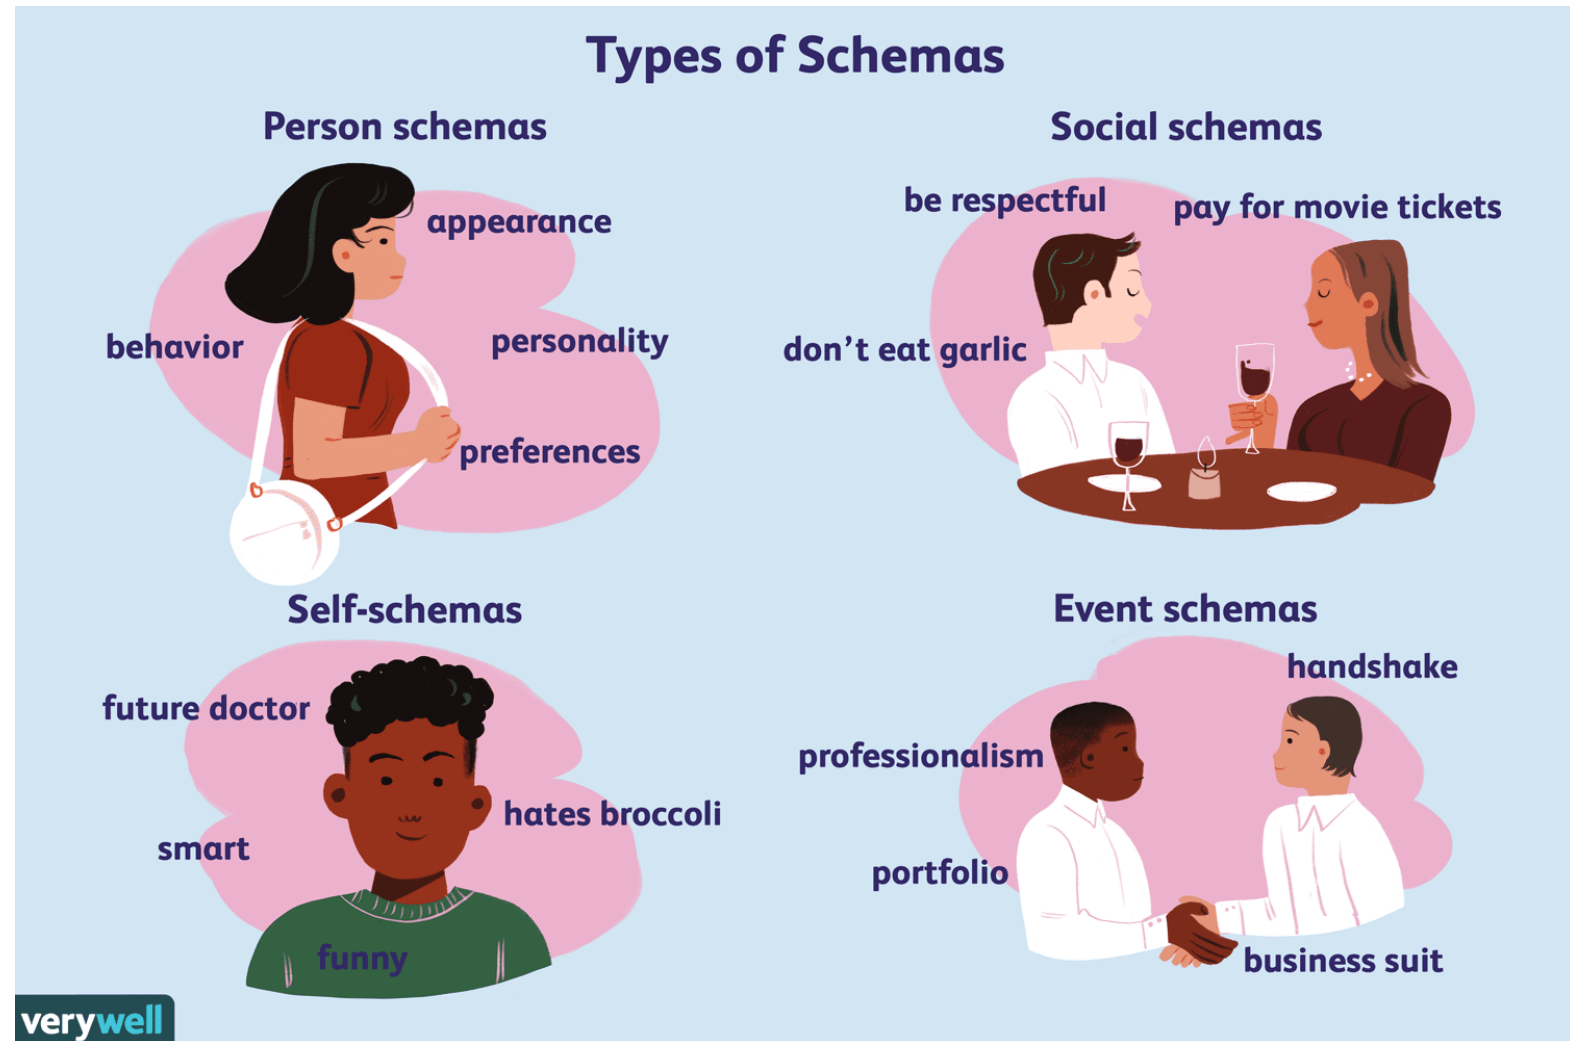 Types of Schemas
Person schemas
appearance
behavior
personality
preferences
Social schemas
be respectful
pay for movie tickets
don't eat garlic
Self-schemas
future doctor
hates broccoli
smart
funny
Event schemas
handshake
professionalism
portfolio
business suit
verywell